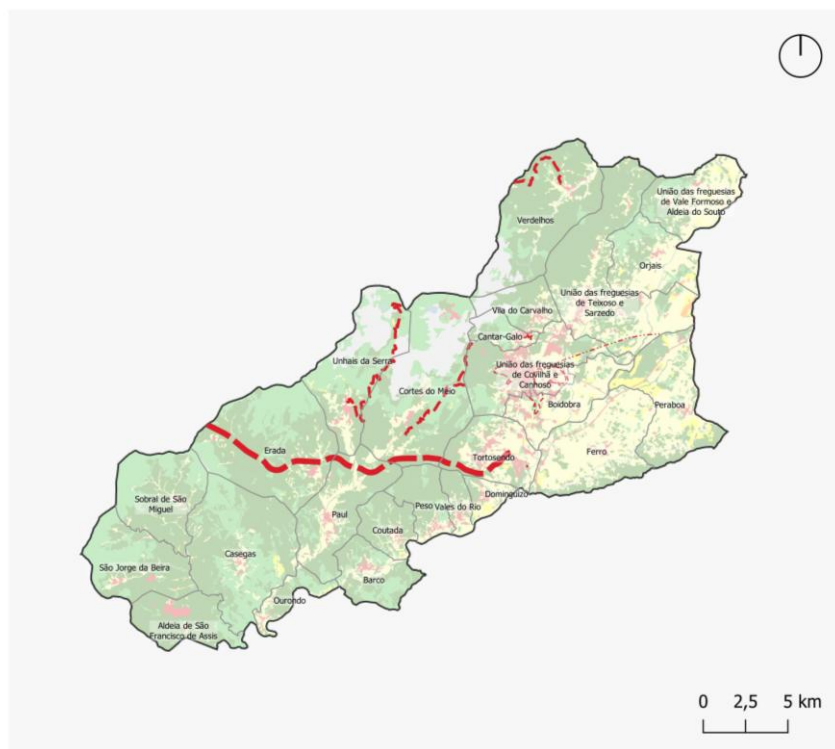 União das freguesias
de Vale Formoso e
Aldeia do Souto
Verdelhos
Orjais
União das freguesias
de Teixoso e
Sarzedo
Vila do Carvalho
Cantar-Galo
Unhais da Serra
União das freguesias
de Covilhã e
Canhoso
Cortes do Meio
Boidobra
Peraboa
Erada
Tortosendo
Ferro
Sobral de São
Miguel
Dominguizo
Peso
Vales do Rio
Paul
Coutada
Casegas
São Jorge da Beira
Barco
Ourondo
Aldeia de São
Francisco de Assis
0 2,5 5 km